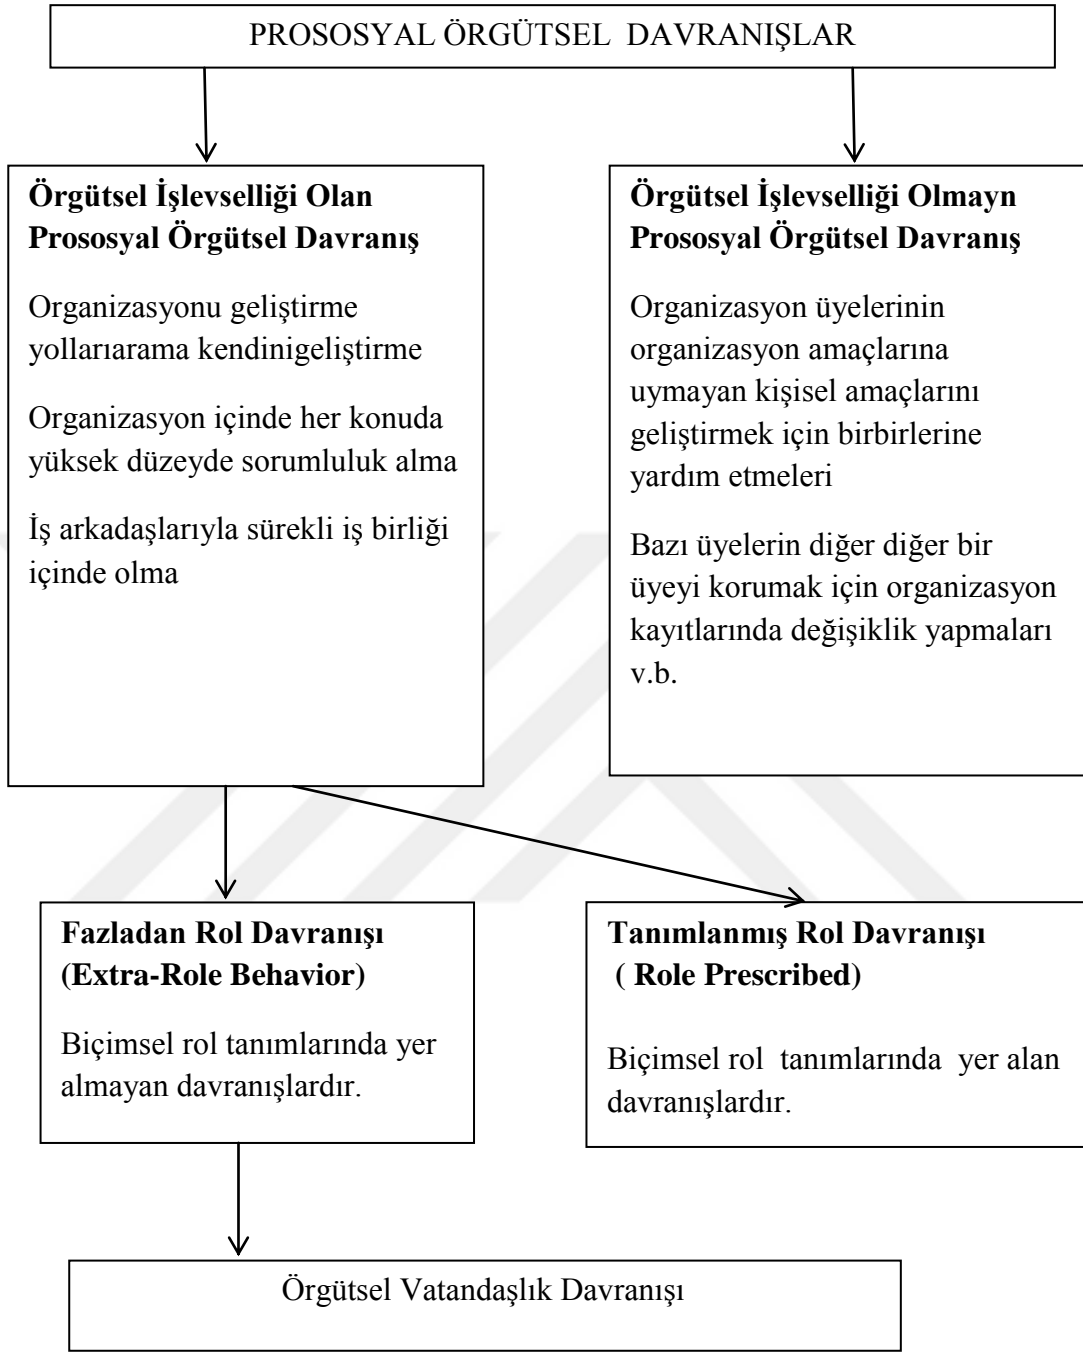 PROSOSYAL ÖRGÜTSEL DAVRANIŞLAR
Örgütsel İşlevselliği Olan
Prososyal Örgütsel Davranış
Organizasyonu geliştirme
yollarıarama kendinigeliştirme
Organizasyon içinde her konuda
yüksek düzeyde sorumluluk alma
İş arkadaşlarıyla sürekli iş birliği
içinde olma
Örgütsel İşlevselliği Olmayn
Prososyal Örgütsel Davranış
Organizasyon üyelerinin
organizasyon amaçlarına
uymayan kişisel amaçlarını
geliştirmek için birbirlerine
yardım etmeleri
Bazı üyelerin diğer diğer bir
üyeyi korumak için organizasyon
kayıtlarında değişiklik yapmaları
v.b.
Fazladan Rol Davranışı
(Extra-Role Behavior)
Biçimsel rol tanımlarında yer
almayan davranışlardır.
Tanımlanmış Rol Davranışı
( Role Prescribed)
Biçimsel rol tanımlarında yer alan
davranışlardır.
Örgütsel Vatandaşlık Davranışı